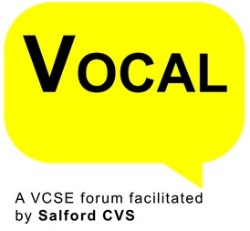 VOCAL
A VCSE forum facilitated
by Salford CVS